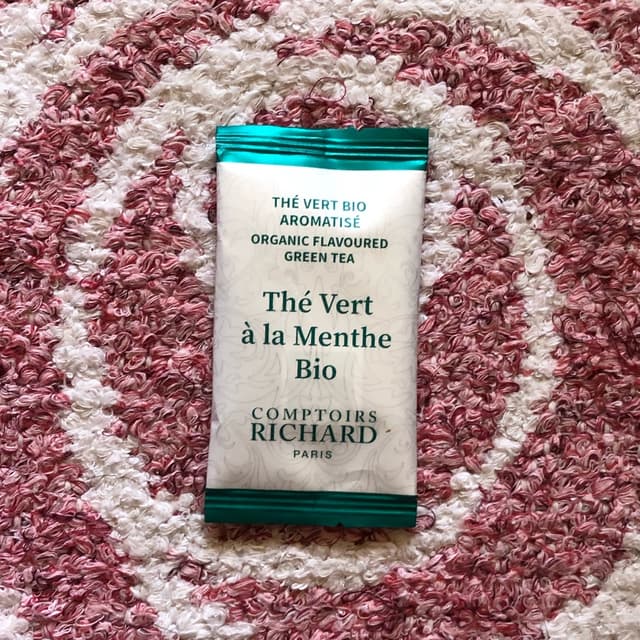 THÉ VERT BIO
AROMATISÉ
ORGANIC FLAVOURED
GREEN TEA
Thé Vert
à la Menthe
Bio
COMPTOIRS
RICHARD
PARIS